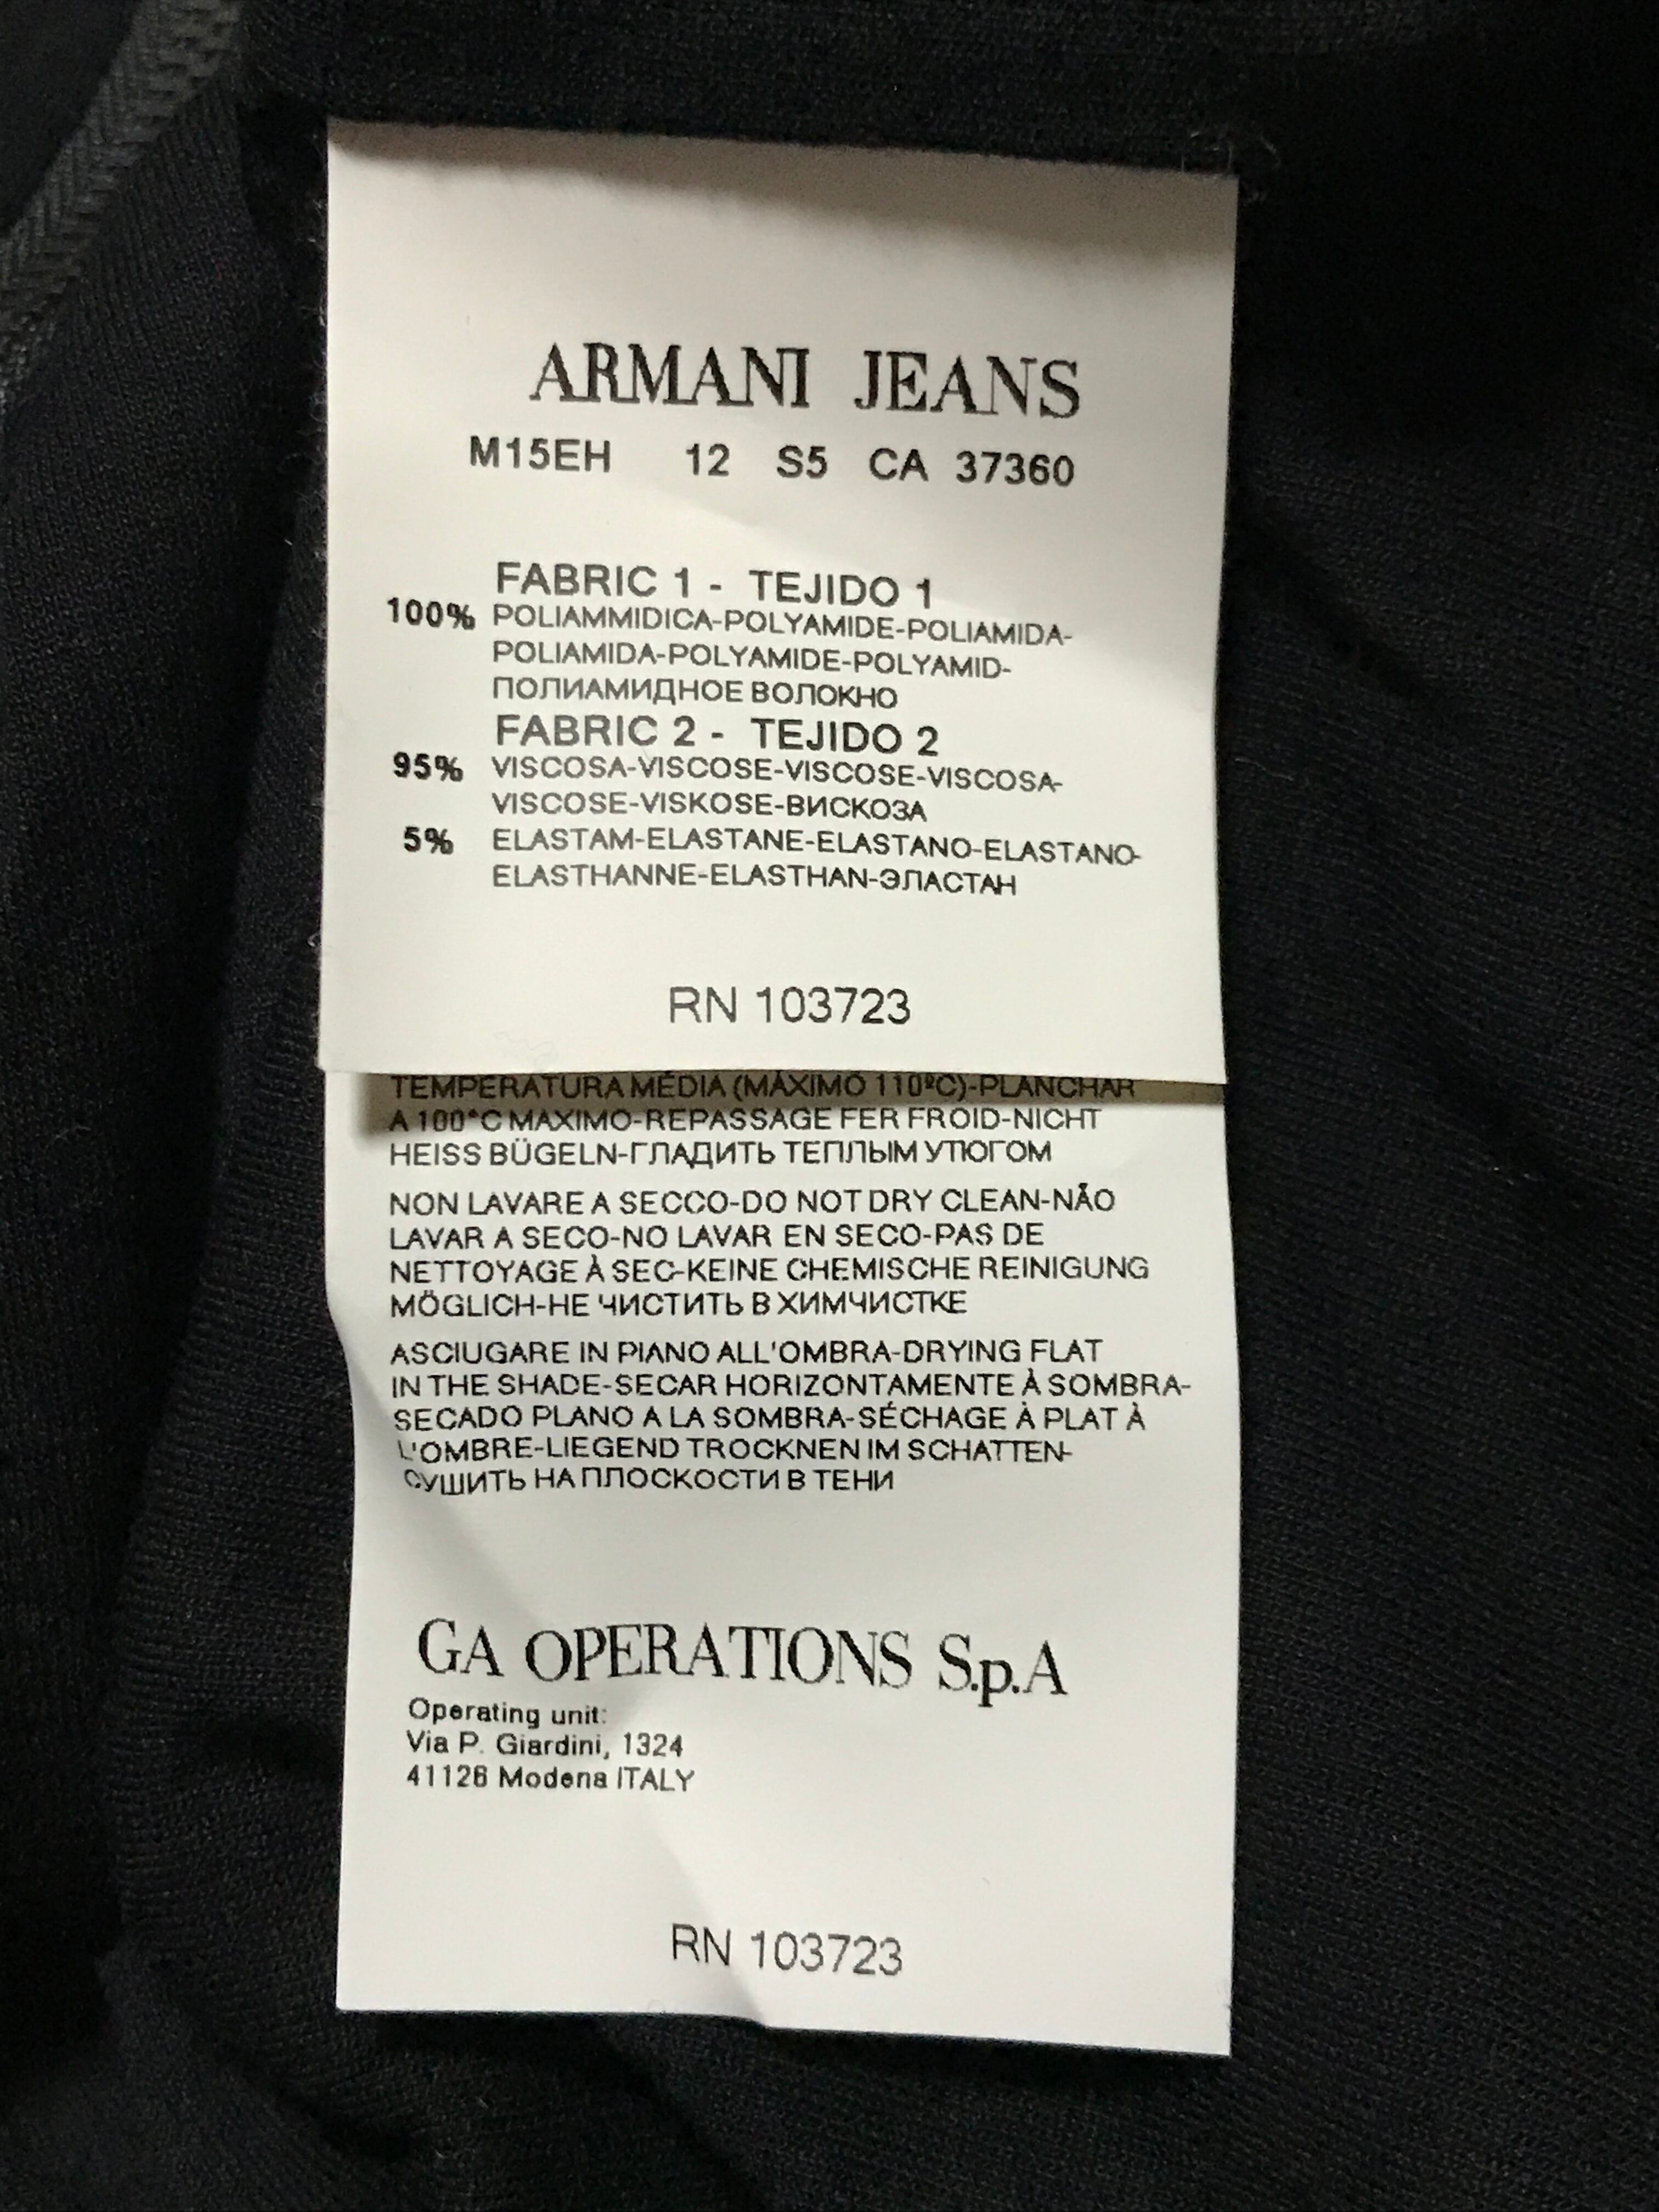 ARMANI JEANS
M15EH 12 S5 CA 37360
FABRIC 1 - TEJIDO 1
100% POLIAMMIDICA-POLYAMIDE-POLIAMIDA-
POLIAMIDA-POLYAMIDE-POLYAMID-
ПОЛИАМИДНОЕ ВОЛОКНО
FABRIC 2 - TEJIDO 2
95% VISCOSA-VISCOSE-VISCOSE-VISCOSA-
VISCOSE-VISKOSE-ВИСКОЗА
5% ELASTAM-ELASTANE-ELASTANO-ELASTANO-
ELASTHANNE-ELASTHAN-ЭЛАСТАН
RN 103723
TEMPERATURA MÉDIA (MÁXIMO 110ºC)-PLANCHAR
A 100°C MAXIMO-REPASSAGE FER FROID-NICHT
HEISS BÜGELN-ГЛАДИТЬ ТЕПЛЫМ УТЮГОМ
NON LAVARE A SECCO-DO NOT DRY CLEAN-NÃO
LAVAR A SECO-NO LAVAR EN SECO-PAS DE
NETTOYAGE À SEC-KEINE CHEMISCHE REINIGUNG
MÖGLICH-НЕ ЧИСТИТЬ В ХИМЧИСТКЕ
ASCIUGARE IN PIANO ALL'OMBRA-DRYING FLAT
IN THE SHADE-SECAR HORIZONTAMENTE À SOMBRA-
SECADO PLANO A LA SOMBRA-SÉCHAGE À PLAT À
L'OMBRE-LIEGEND TROCKNEN IM SCHATTEN-
СУШИТЬ НА ПЛОСКОСТИ В ТЕНИ
GA OPERATIONS S.p.A
Operating unit:
Via P. Giardini, 1324
41126 Modena ITALY
RN 103723